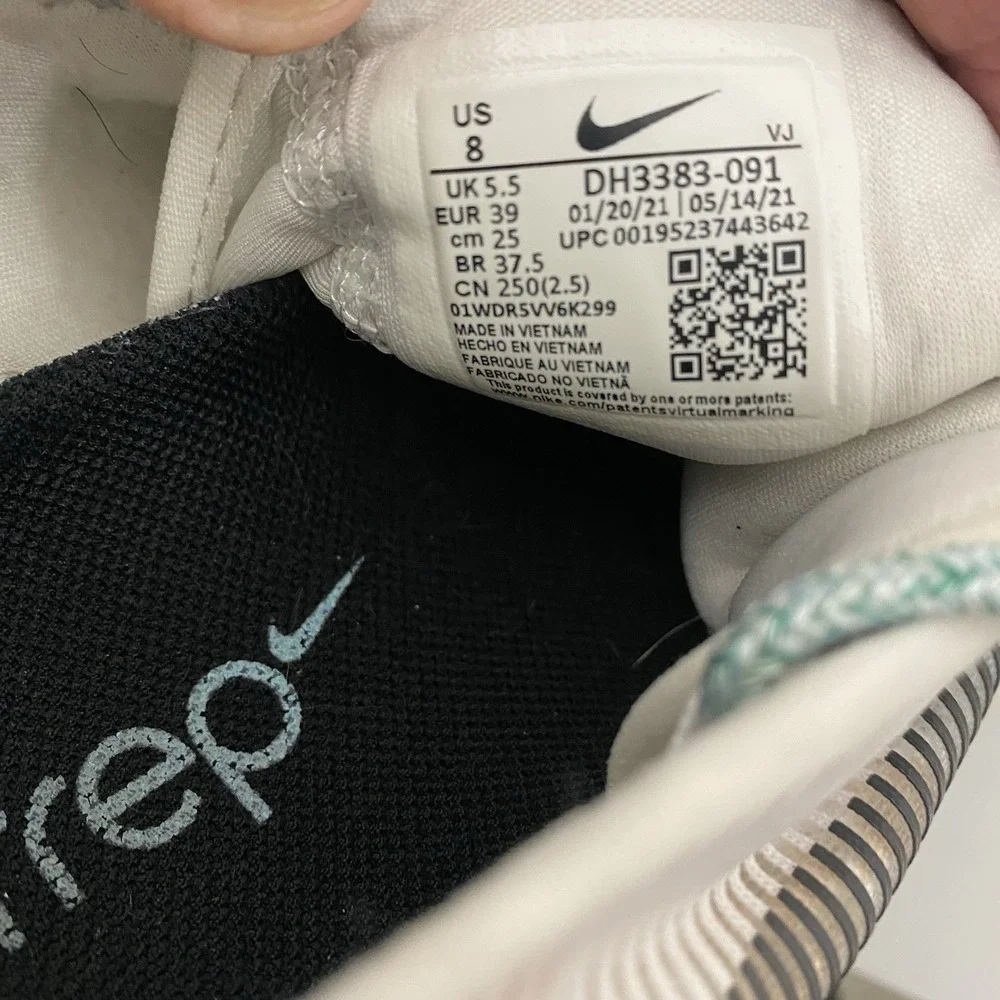 US
8
VJ
UK 5.5
EUR 39
cm 25
BR 37.5
CN 250(2.5)
DH3383-091
01/20/21 | 05/14/21
UPC 00195237443642
01WDR5VV6K299
MADE IN VIETNAM
HECHO EN VIETNAM
FABRIQUE AU VIETNAM
FABRICADO NO VIETNÃ
This product is covered by one or more patents:
www.nike.com/patentsvirtualmarking
rep